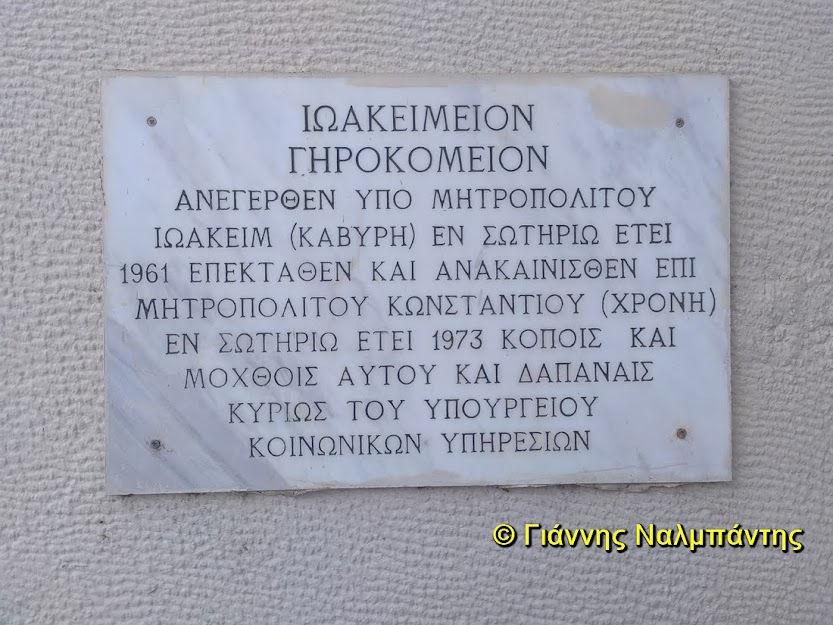 ΙΩΑΚΕΙΜΕΙΟΝ
ΓΗΡΟΚΟΜΕΙΟΝ
ΑΝΕΓΕΡΘΕΝ ΥΠΟ ΜΗΤΡΟΠΟΛΙΤΟΥ
ΙΩΑΚΕΙΜ (ΚΑΒΥΡΗ) ΕΝ ΣΩΤΗΡΙΩ ΕΤΕΙ
1961 ΕΠΕΚΤΑΘΕΝ ΚΑΙ ΑΝΑΚΑΙΝΙΣΘΕΝ ΕΠΙ
ΜΗΤΡΟΠΟΛΙΤΟΥ ΚΩΝΣΤΑΝΤΙΟΥ (ΧΡΟΝΗ)
ΕΝ ΣΩΤΗΡΙΩ ΕΤΕΙ 1973 ΚΟΠΟΙΣ ΚΑΙ
ΜΟΧΘΟΙΣ ΑΥΤΟΥ ΚΑΙ ΔΑΠΑΝΑΙΣ
ΚΥΡΙΩΣ ΤΟΥ ΥΠΟΥΡΓΕΙΟΥ
ΚΟΙΝΩΝΙΚΩΝ ΥΠΗΡΕΣΙΩΝ
© Γιάννης Ναλμπάντης